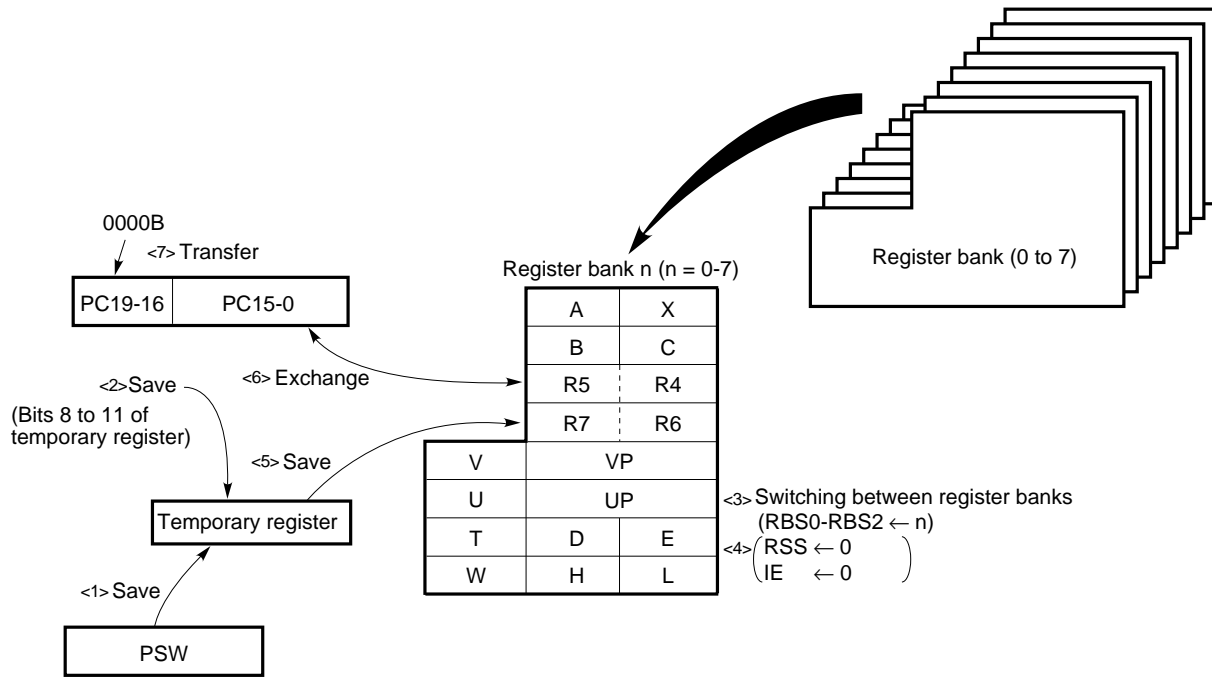 Register bank (0 to 7)
0000B
<7> Transfer
PC19-16 PC15-0
Register bank n (n = 0-7)
A X
B C
<6> Exchange
R5 R4
<2> Save
(Bits 8 to 11 of
temporary register)
R7 R6
<5> Save
V VP
U UP
<3> Switching between register banks
(RBS0-RBS2 ← n)
Temporary register
T D E
<4> (RSS ← 0
IE ← 0)
W H L
<1> Save
PSW